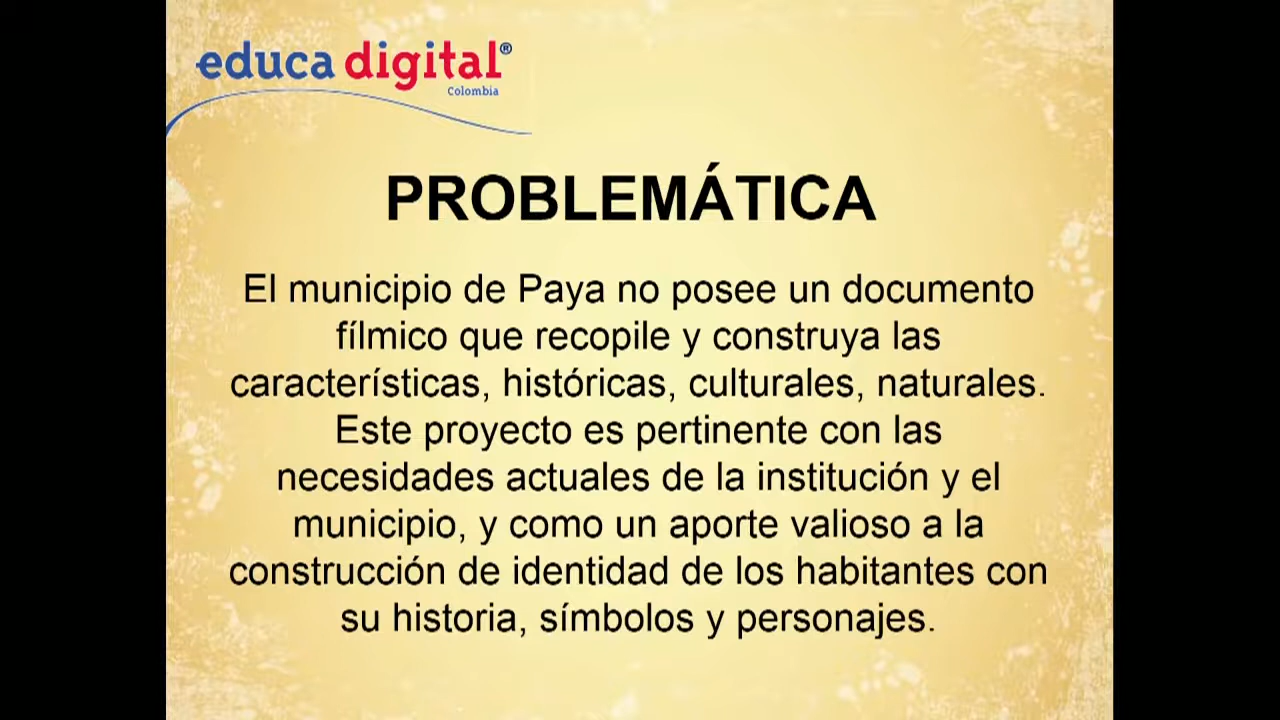 educa digital®
Colombia
PROBLEMÁTICA
El municipio de Paya no posee un documento
fílmico que recopile y construya las
características, históricas, culturales, naturales.
Este proyecto es pertinente con las
necesidades actuales de la institución y el
municipio, y como un aporte valioso a la
construcción de identidad de los habitantes con
su historia, símbolos y personajes.